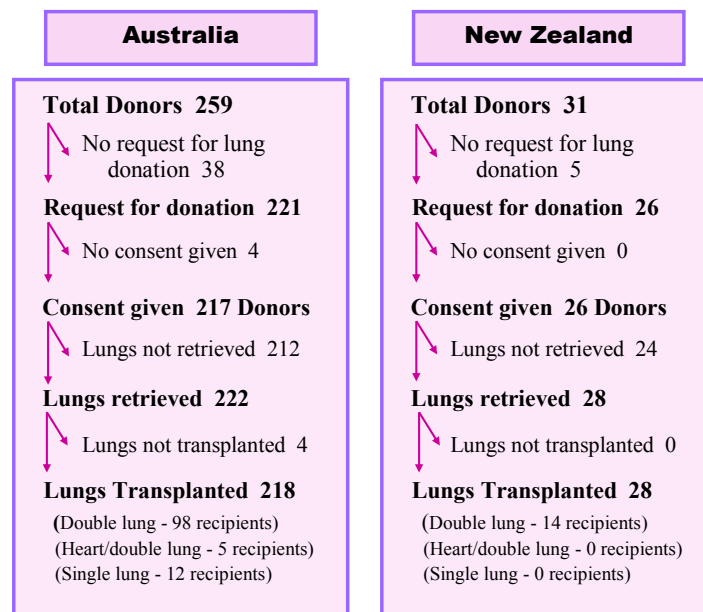 Australia
Total Donors 259
No request for lung
donation 38
Request for donation 221
No consent given 4
Consent given 217 Donors
Lungs not retrieved 212
Lungs retrieved 222
Lungs not transplanted 4
Lungs Transplanted 218
(Double lung - 98 recipients)
(Heart/double lung - 5 recipients)
(Single lung - 12 recipients)
New Zealand
Total Donors 31
No request for lung
donation 5
Request for donation 26
No consent given 0
Consent given 26 Donors
Lungs not retrieved 24
Lungs retrieved 28
Lungs not transplanted 0
Lungs Transplanted 28
(Double lung - 14 recipients)
(Heart/double lung - 0 recipients)
(Single lung - 0 recipients)